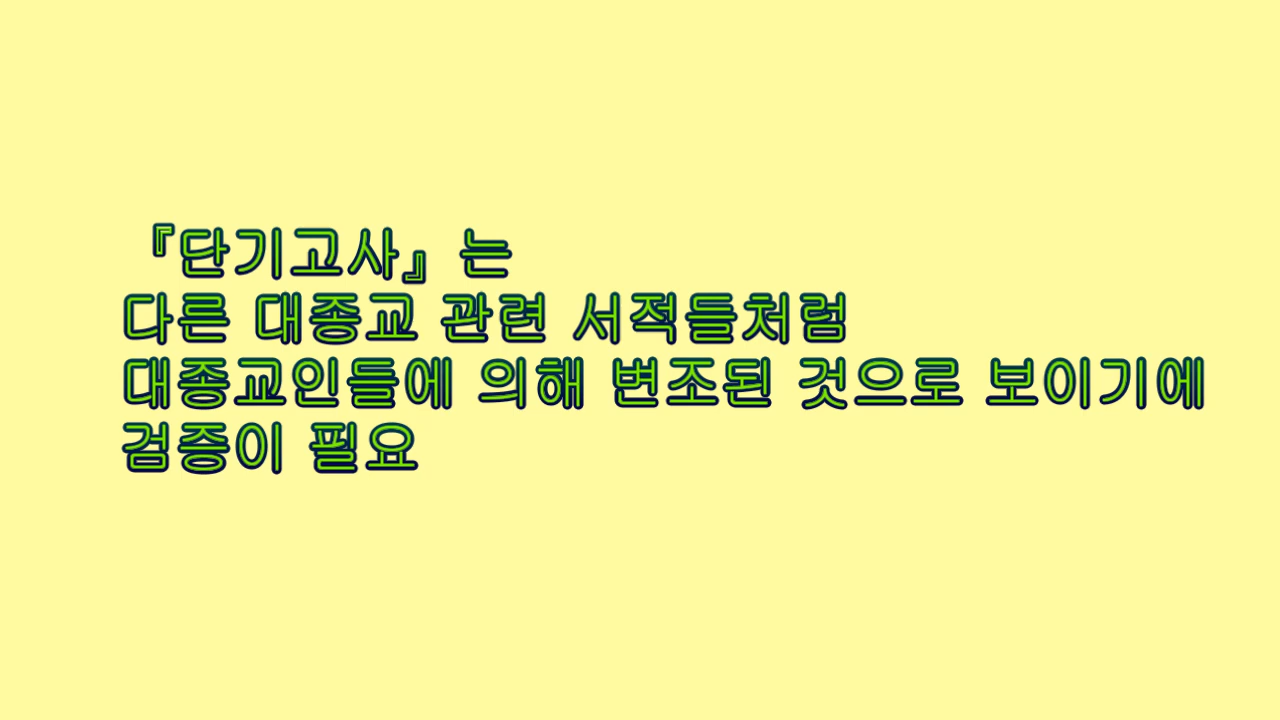 『단기고사』는
다른 대종교 관련 서적들처럼
대종교인들에 의해 변조된 것으로 보이기에
검증이 필요